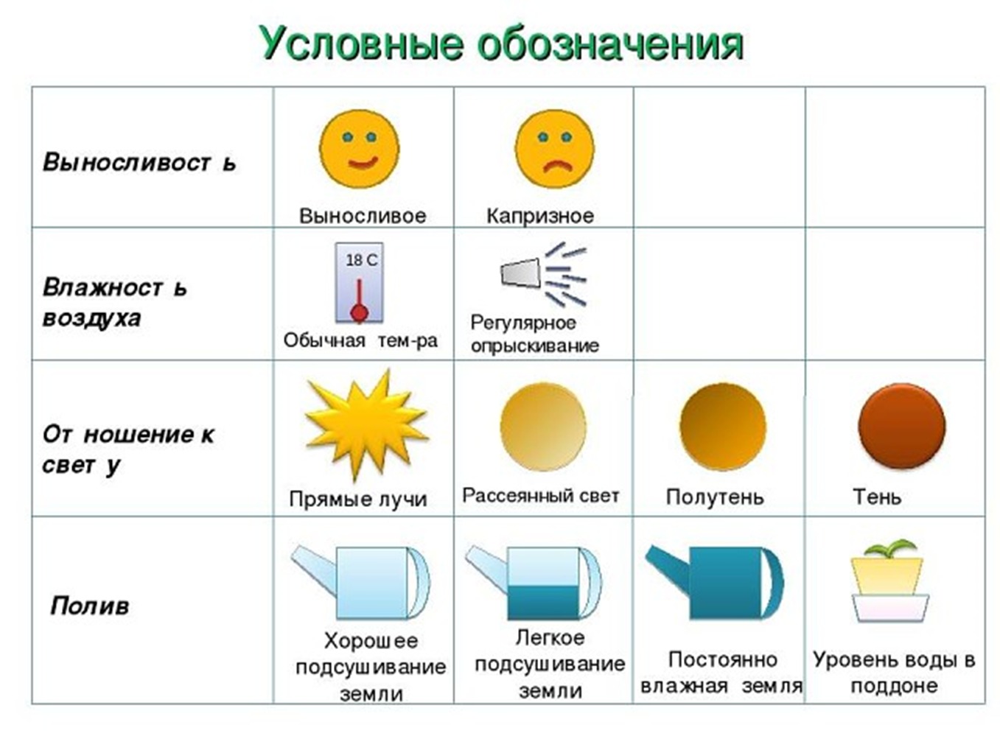 Условные обозначения
Выносливост ь
Выносливое
Капризное
Влажност ь
воздуха
18 С
Обычная тем-ра
Регулярное
опрыскивание
От ношение к
свет у
Прямые лучи
Рассеянный свет
Полутень
Тень
Полив
Хорошее
подсушивание
земли
Легкое
подсушивание
земли
Постоянно
влажная земля
Уровень воды в
поддоне